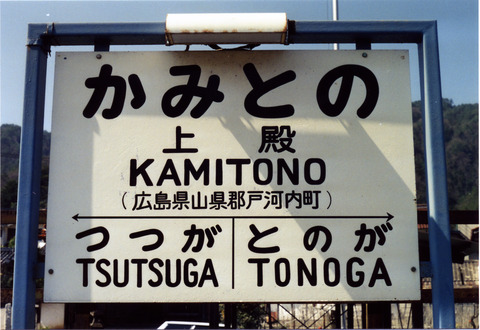 かみとの
上殿
KAMITONO
(広島県山県郡戸河内町)
つつが とのが
TSUTSUGA TONOGA